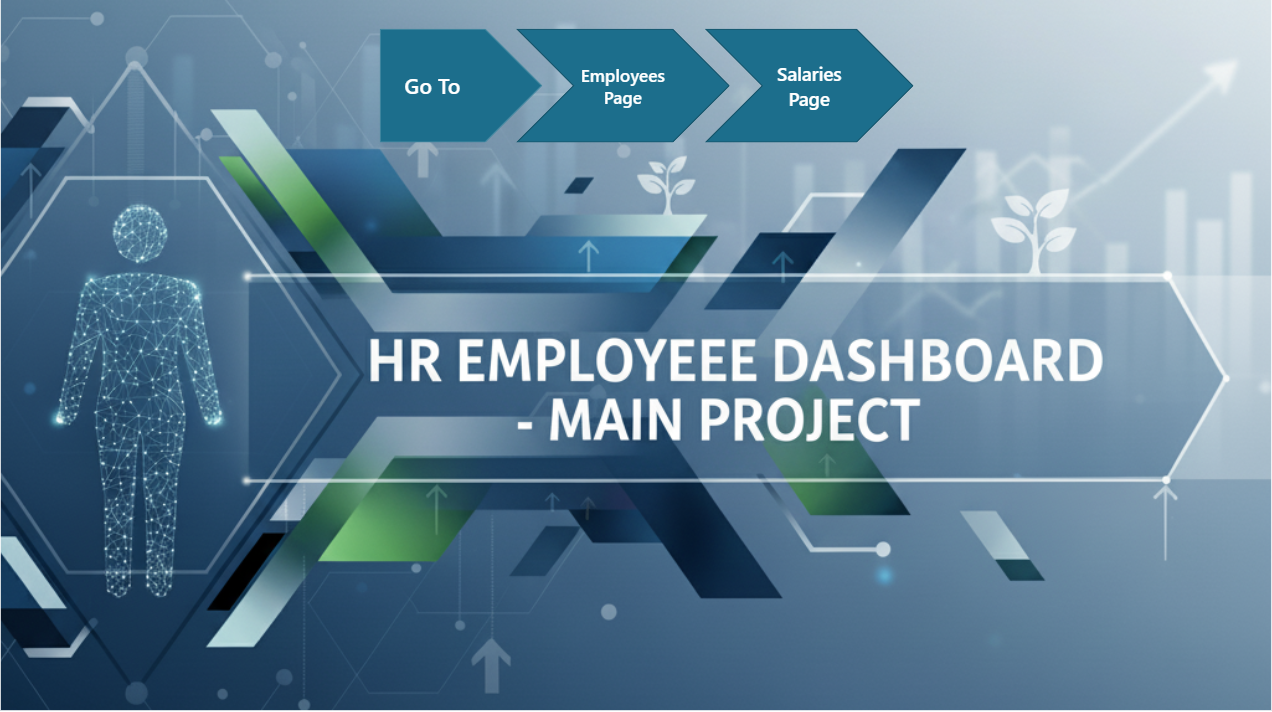 Go To
Employees
Page
Salaries
Page
HR EMPLOYEEE DASHBOARD
- MAIN PROJECT